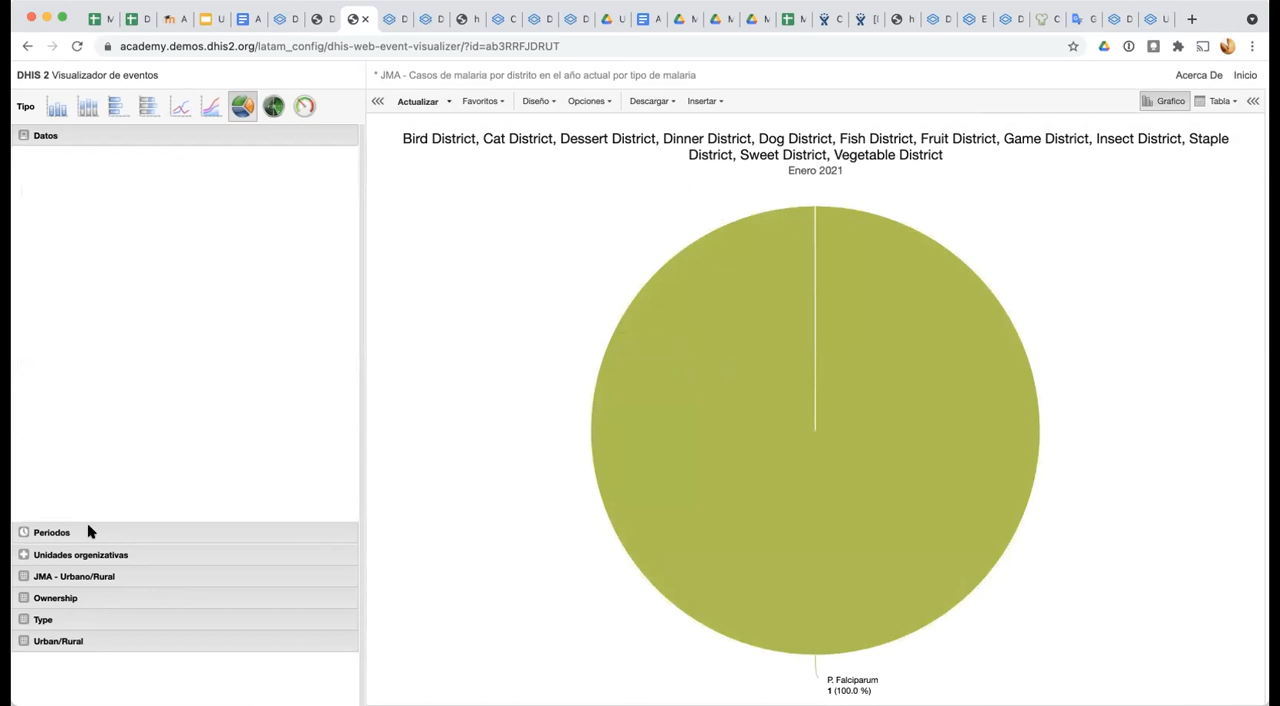 M
D
A
U
A
D
D
D
D
h
C
D
D
U
A
M
M
M
M
C
[I
h
D
E
D
C
G
D
U
academy.demos.dhis2.org/latam_config/dhis-web-event-visualizer/?id=ab3RRFJDRUT
DHIS 2 Visualizador de eventos
* JMA - Casos de malaria por distrito en el año actual por tipo de malaria
Acerca De
Inicio
Tipo
Actualizar
Favoritos
Diseño
Opciones
Descargar
Insertar
Grafico
Tabla
Datos
Bird District, Cat District, Dessert District, Dinner District, Dog District, Fish District, Fruit District, Game District, Insect District, Staple
District, Sweet District, Vegetable District
Enero 2021
Periodos
Unidades orgenizativas
JMA - Urbano/Rural
Ownership
Type
Urban/Rural
P. Falciparum
1 (100.0 %)